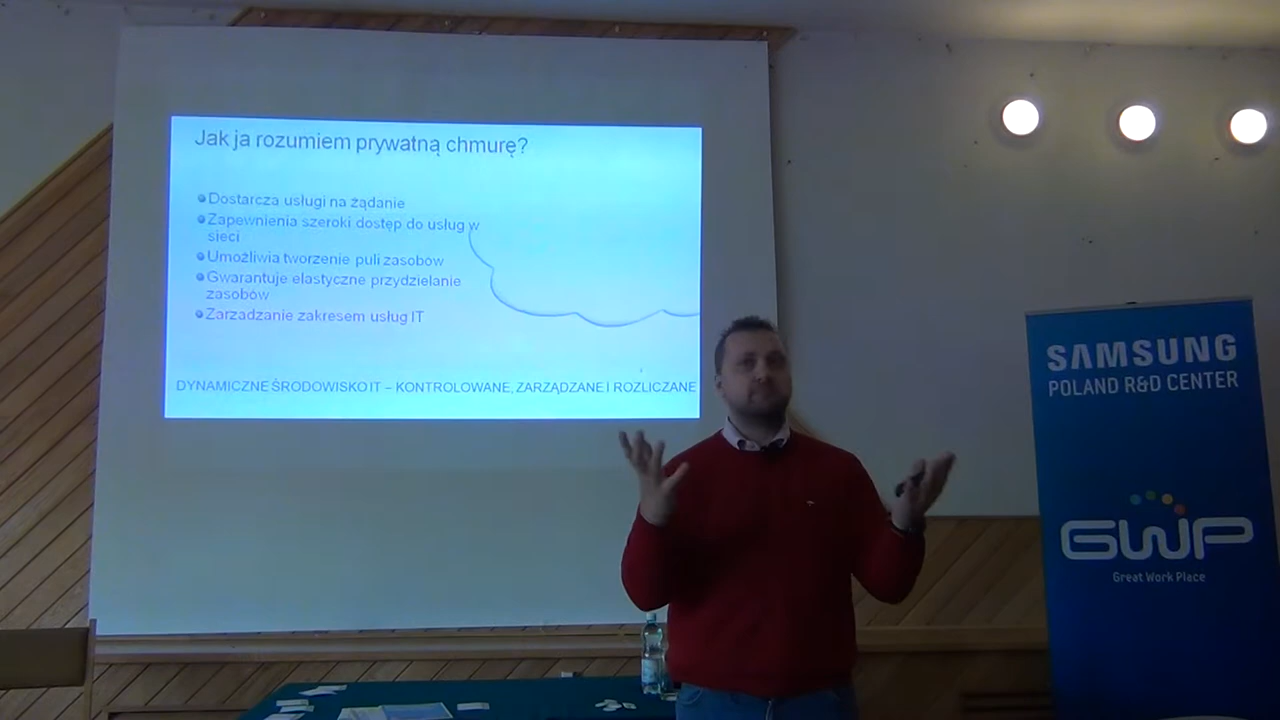 Jak ja rozumiem prywatną chmurę?
Dostarcza usługi na żądanie
Zapewnienia szeroki dostęp do usług w
sieci
Umożliwia tworzenie puli zasobów
Gwarantuje elastyczne przydzielanie
zasobów
Zarzadzanie zakresem usług IT
DYNAMICZNE ŚRODOWISKO IT – KONTROLOWANE, ZARZĄDZANE I ROZLICZANE
SAMSUNG
POLAND R&D CENTER
GWP
Great Work Place